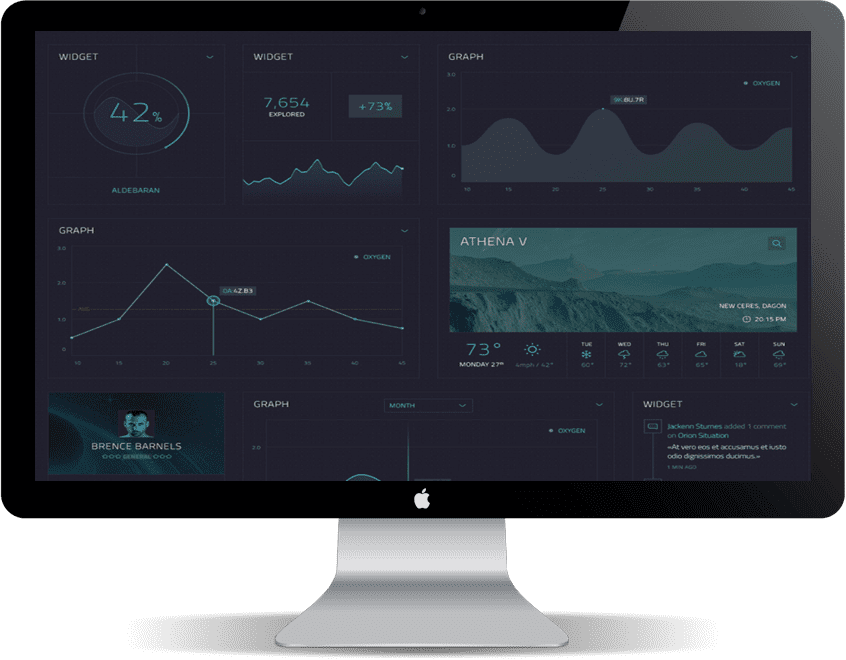 WIDGET
42%
ALDEBARAN
WIDGET
7,654
EXPLORED
+73%
GRAPH
OXYGEN
3.0
2.0
1.0
0
10 15 20 25 30 35 40 45
GRAPH
OXYGEN
3.0
2.0
1.0
0
0A:4Z.B3
10 15 20 25 30 35 40 45
ATHENA V
NEW CERES, DAGON
20:15 PM
73°
MONDAY 27th
4mph / 42°
TUE WED THU FRI SAT SUN
60° 72° 63° 65° 18° 69°
BRENCE BARNELS
GENERAL
GRAPH
MONTH
OXYGEN
2.0
WIDGET
Jackenn Sturnes added 1 comment
on Orion Situation
«At vero eos et accusamus et iusto
odio dignissimos ducimus.»
1 MIN AGO